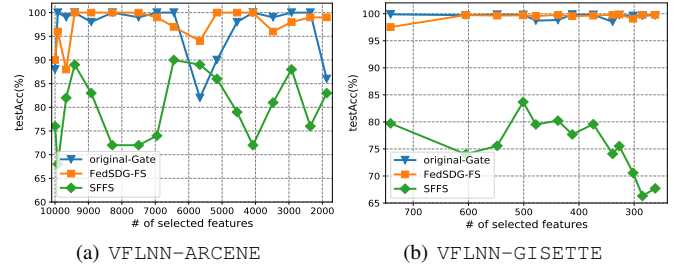 100
95
90
85
80
75
70
65
60
testAcc(%)
original-Gate
FedSDG-FS
SFFS
10000 9000 8000 7000 6000 5000 4000 3000 2000
# of selected features
(a) VFLNN-ARCENE
100
95
90
85
80
75
70
65
testAcc(%)
original-Gate
FedSDG-FS
SFFS
700 600 500 400 300
# of selected features
(b) VFLNN-GISETTE